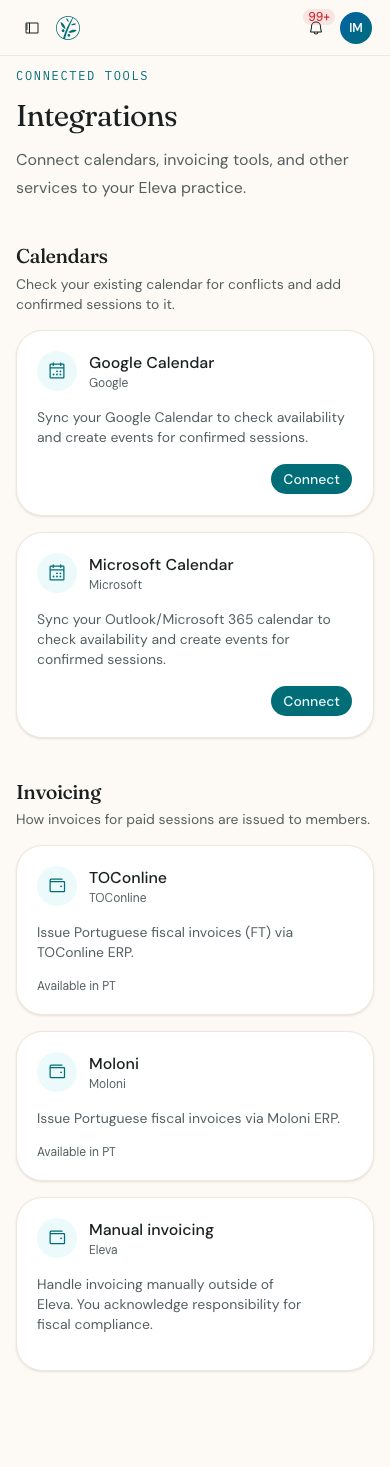 99+
IM
CONNECTED TOOLS
Integrations
Connect calendars, invoicing tools, and other
services to your Eleva practice.
Calendars
Check your existing calendar for conflicts and add
confirmed sessions to it.
Google Calendar
Google
Sync your Google Calendar to check availability
and create events for confirmed sessions.
Connect
Microsoft Calendar
Microsoft
Sync your Outlook/Microsoft 365 calendar to
check availability and create events for
confirmed sessions.
Connect
Invoicing
How invoices for paid sessions are issued to members.
TOConline
TOConline
Issue Portuguese fiscal invoices (FT) via
TOConline ERP.
Available in PT
Moloni
Moloni
Issue Portuguese fiscal invoices via Moloni ERP.
Available in PT
Manual invoicing
Eleva
Handle invoicing manually outside of
Eleva. You acknowledge responsibility for
fiscal compliance.